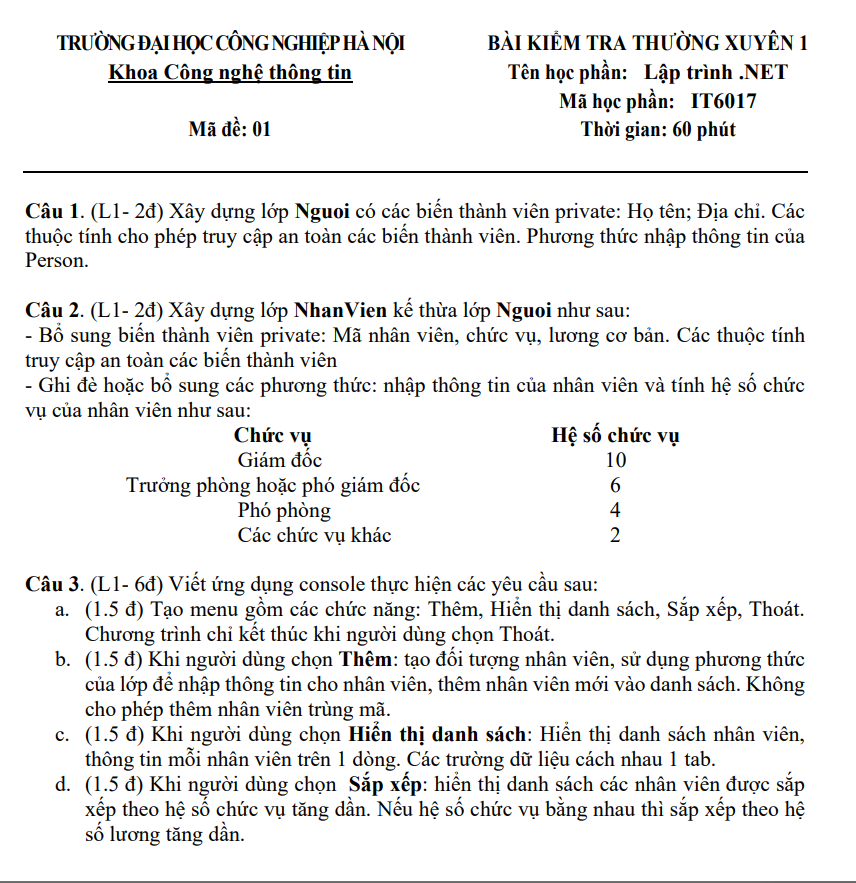 TRƯỜNG ĐẠI HỌC CÔNG NGHIỆP HÀ NỘI
Khoa Công nghệ thông tin
Mã đề: 01
BÀI KIỂM TRA THƯỜNG XUYÊN 1
Tên học phần: Lập trình .NET
Mã học phần: IT6017
Thời gian: 60 phút
Câu 1. (L1- 2đ) Xây dựng lớp Nguoi có các biến thành viên private: Họ tên; Địa chỉ. Các
thuộc tính cho phép truy cập an toàn các biến thành viên. Phương thức nhập thông tin của
Person.
Câu 2. (L1- 2đ) Xây dựng lớp NhanVien kế thừa lớp Nguoi như sau:
- Bổ sung biến thành viên private: Mã nhân viên, chức vụ, lương cơ bản. Các thuộc tính
truy cập an toàn các biến thành viên
- Ghi đè hoặc bổ sung các phương thức: nhập thông tin của nhân viên và tính hệ số chức
vụ của nhân viên như sau:
Chức vụ Hệ số chức vụ
Giám đốc 10
Trưởng phòng hoặc phó giám đốc 6
Phó phòng 4
Các chức vụ khác 2
Câu 3. (L1- 6đ) Viết ứng dụng console thực hiện các yêu cầu sau:
a. (1.5 đ) Tạo menu gồm các chức năng: Thêm, Hiển thị danh sách, Sắp xếp, Thoát.
Chương trình chỉ kết thúc khi người dùng chọn Thoát.
b. (1.5 đ) Khi người dùng chọn Thêm: tạo đối tượng nhân viên, sử dụng phương thức
của lớp để nhập thông tin cho nhân viên, thêm nhân viên mới vào danh sách. Không
cho phép thêm nhân viên trùng mã.
c. (1.5 đ) Khi người dùng chọn Hiển thị danh sách: Hiển thị danh sách nhân viên,
thông tin mỗi nhân viên trên 1 dòng. Các trường dữ liệu cách nhau 1 tab.
d. (1.5 đ) Khi người dùng chọn Sắp xếp: hiển thị danh sách các nhân viên được sắp
xếp theo hệ số chức vụ tăng dần. Nếu hệ số chức vụ bằng nhau thì sắp xếp theo hệ
số lương tăng dần.